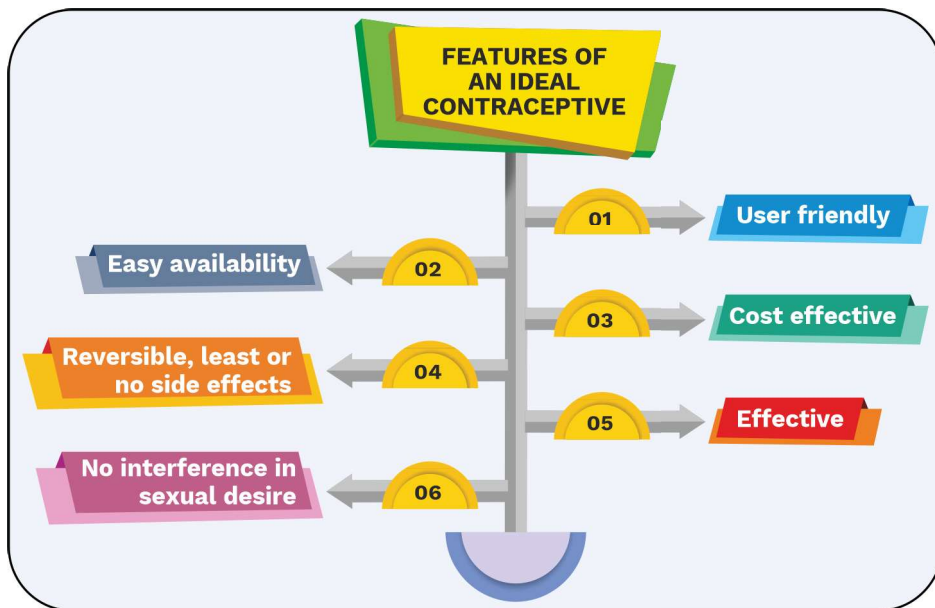 FEATURES OF
AN IDEAL
CONTRACEPTIVE
01
User friendly
02
Easy availability
03
Cost effective
04
Reversible, least or
no side effects
05
Effective
06
No interference in
sexual desire